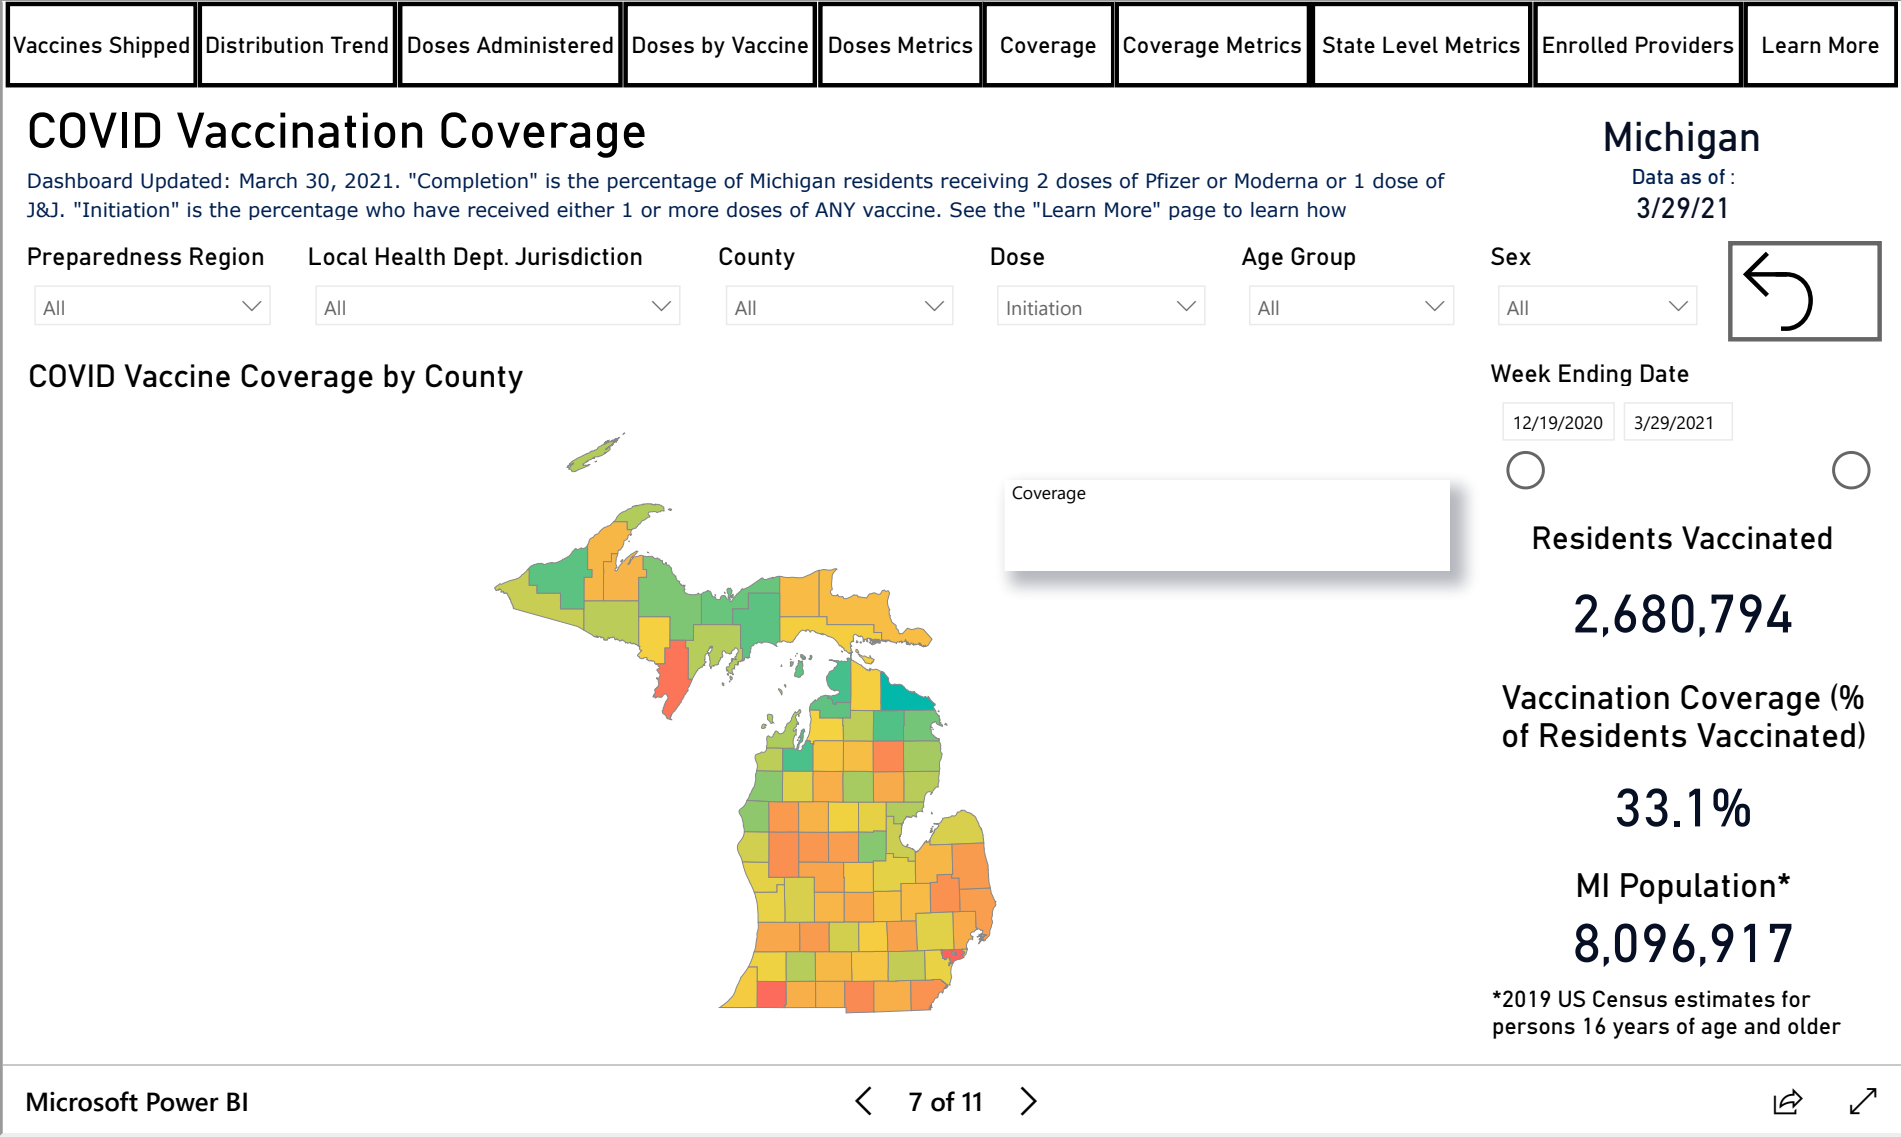 Vaccines Shipped Distribution Trend Doses Administered Doses by Vaccine Doses Metrics Coverage Coverage Metrics State Level Metrics Enrolled Providers Learn More
COVID Vaccination Coverage
Dashboard Updated: March 30, 2021. "Completion" is the percentage of Michigan residents receiving 2 doses of Pfizer or Moderna or 1 dose of
J&J. "Initiation" is the percentage who have received either 1 or more doses of ANY vaccine. See the "Learn More" page to learn how
Michigan
Data as of :
3/29/21
Preparedness Region Local Health Dept. Jurisdiction County Dose Age Group Sex
All All All Initiation All All
COVID Vaccine Coverage by County
Week Ending Date
12/19/2020 3/29/2021
Coverage
Residents Vaccinated
2,680,794
Vaccination Coverage (%
of Residents Vaccinated)
33.1%
MI Population*
8,096,917
*2019 US Census estimates for
persons 16 years of age and older
Microsoft Power BI 7 of 11